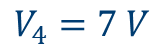 V₄ = 7 V